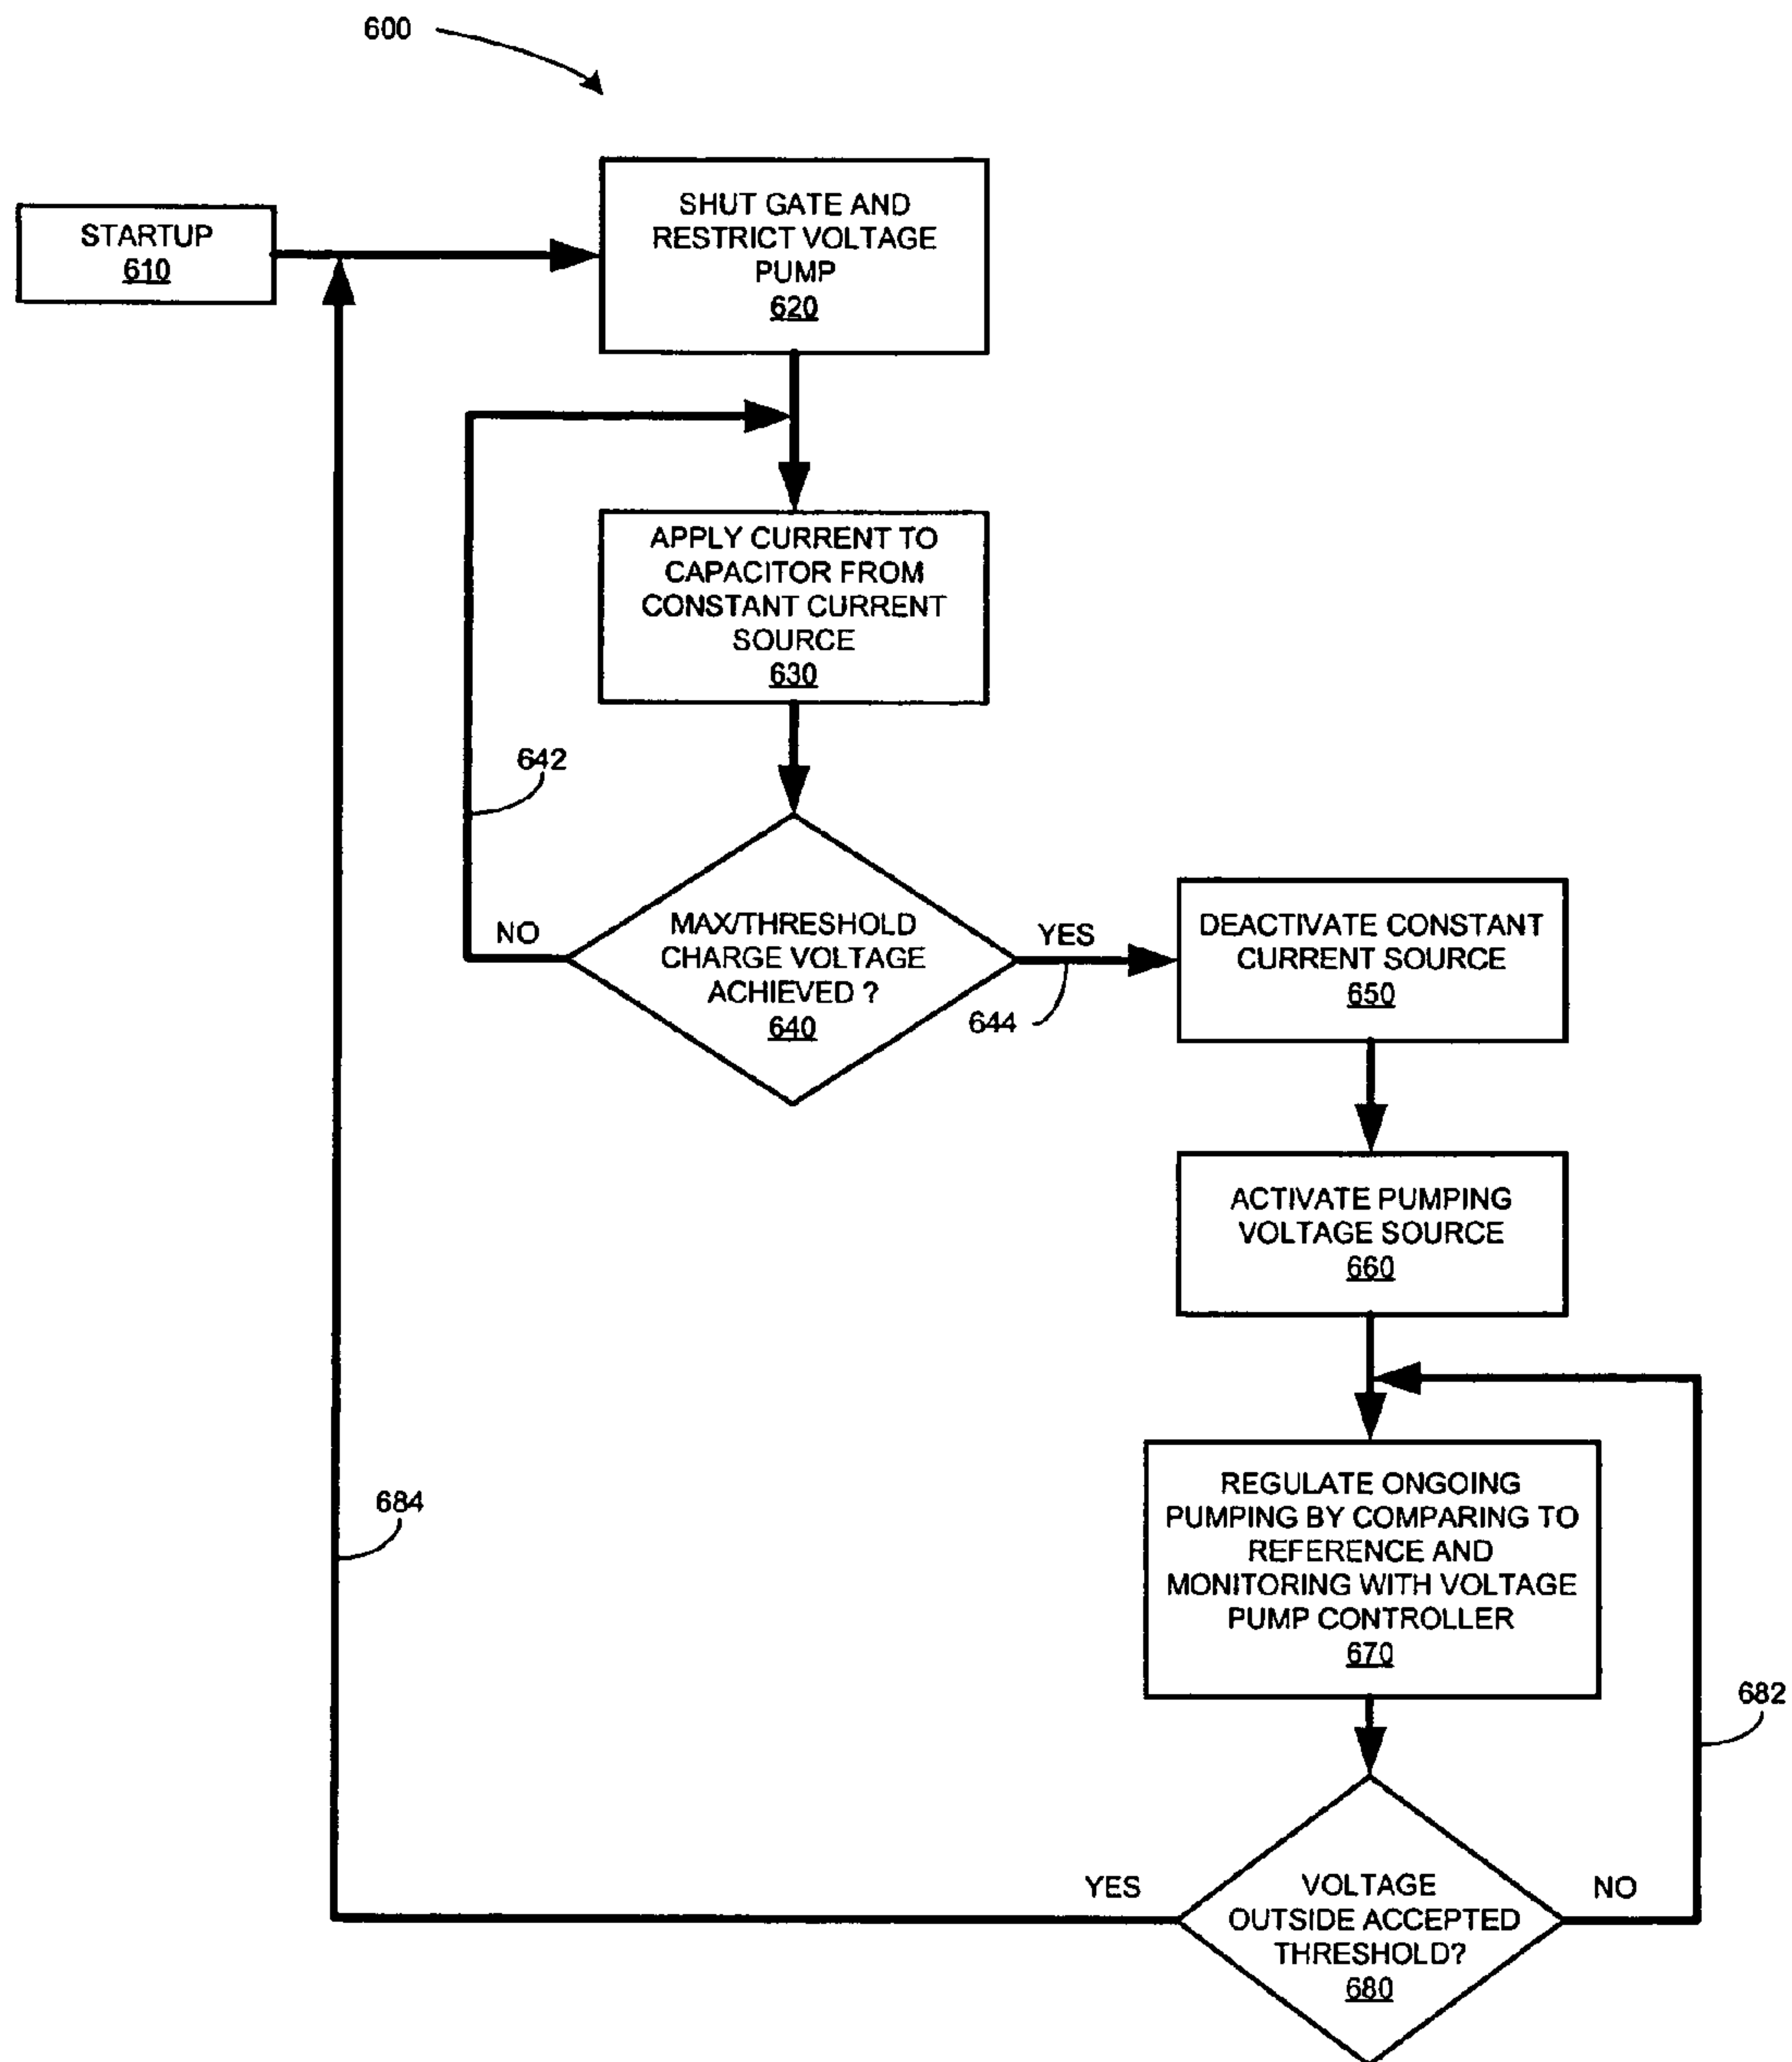 600
STARTUP
610
SHUT GATE AND
RESTRICT VOLTAGE
PUMP
620
APPLY CURRENT TO
CAPACITOR FROM
CONSTANT CURRENT
SOURCE
630
642
NO
MAX/THRESHOLD
CHARGE VOLTAGE
ACHIEVED ?
640
YES
644
DEACTIVATE CONSTANT
CURRENT SOURCE
650
ACTIVATE PUMPING
VOLTAGE SOURCE
660
684
REGULATE ONGOING
PUMPING BY COMPARING TO
REFERENCE AND
MONITORING WITH VOLTAGE
PUMP CONTROLLER
670
682
YES
VOLTAGE
OUTSIDE ACCEPTED
THRESHOLD?
680
NO